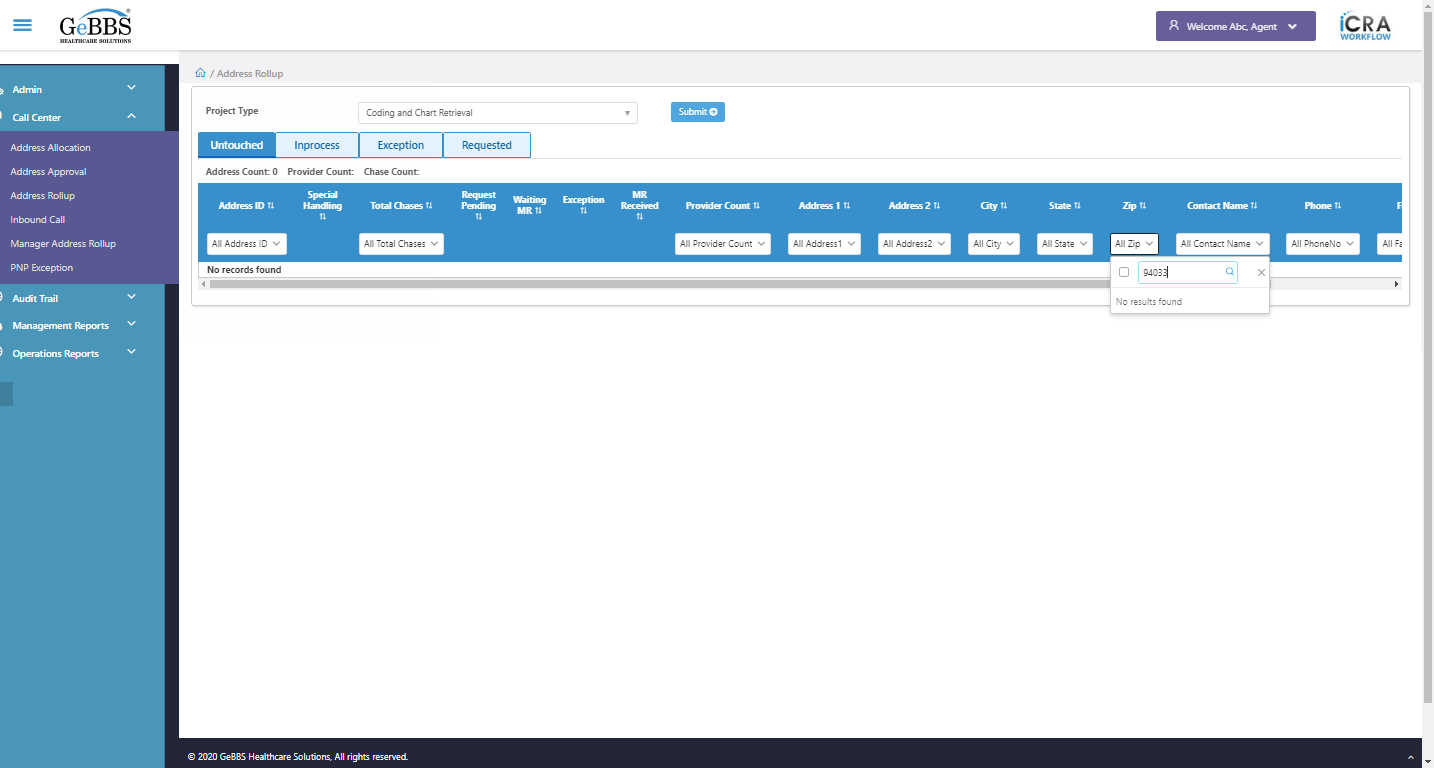 GeBBS
HEALTHCARE SOLUTIONS
Welcome Abc, Agent
iCRA
WORKFLOW
Admin
Call Center
Address Allocation
Address Approval
Address Rollup
Inbound Call
Manager Address Rollup
PNP Exception
Audit Trail
Management Reports
Operations Reports
/ Address Rollup
Project Type
Coding and Chart Retrieval
Submit
Untouched Inprocess Exception Requested
Address Count: 0 Provider Count: Chase Count:
Address ID Special Handling Total Chases Request Pending Waiting MR Exception MR Received Provider Count Address 1 Address 2 City State Zip Contact Name Phone F
All Address ID All Total Chases All Provider Count All Address1 All Address2 All City All State All Zip All Contact Name All PhoneNo All Fa
No records found
94033
No results found
© 2020 GeBBS Healthcare Solutions, All rights reserved.